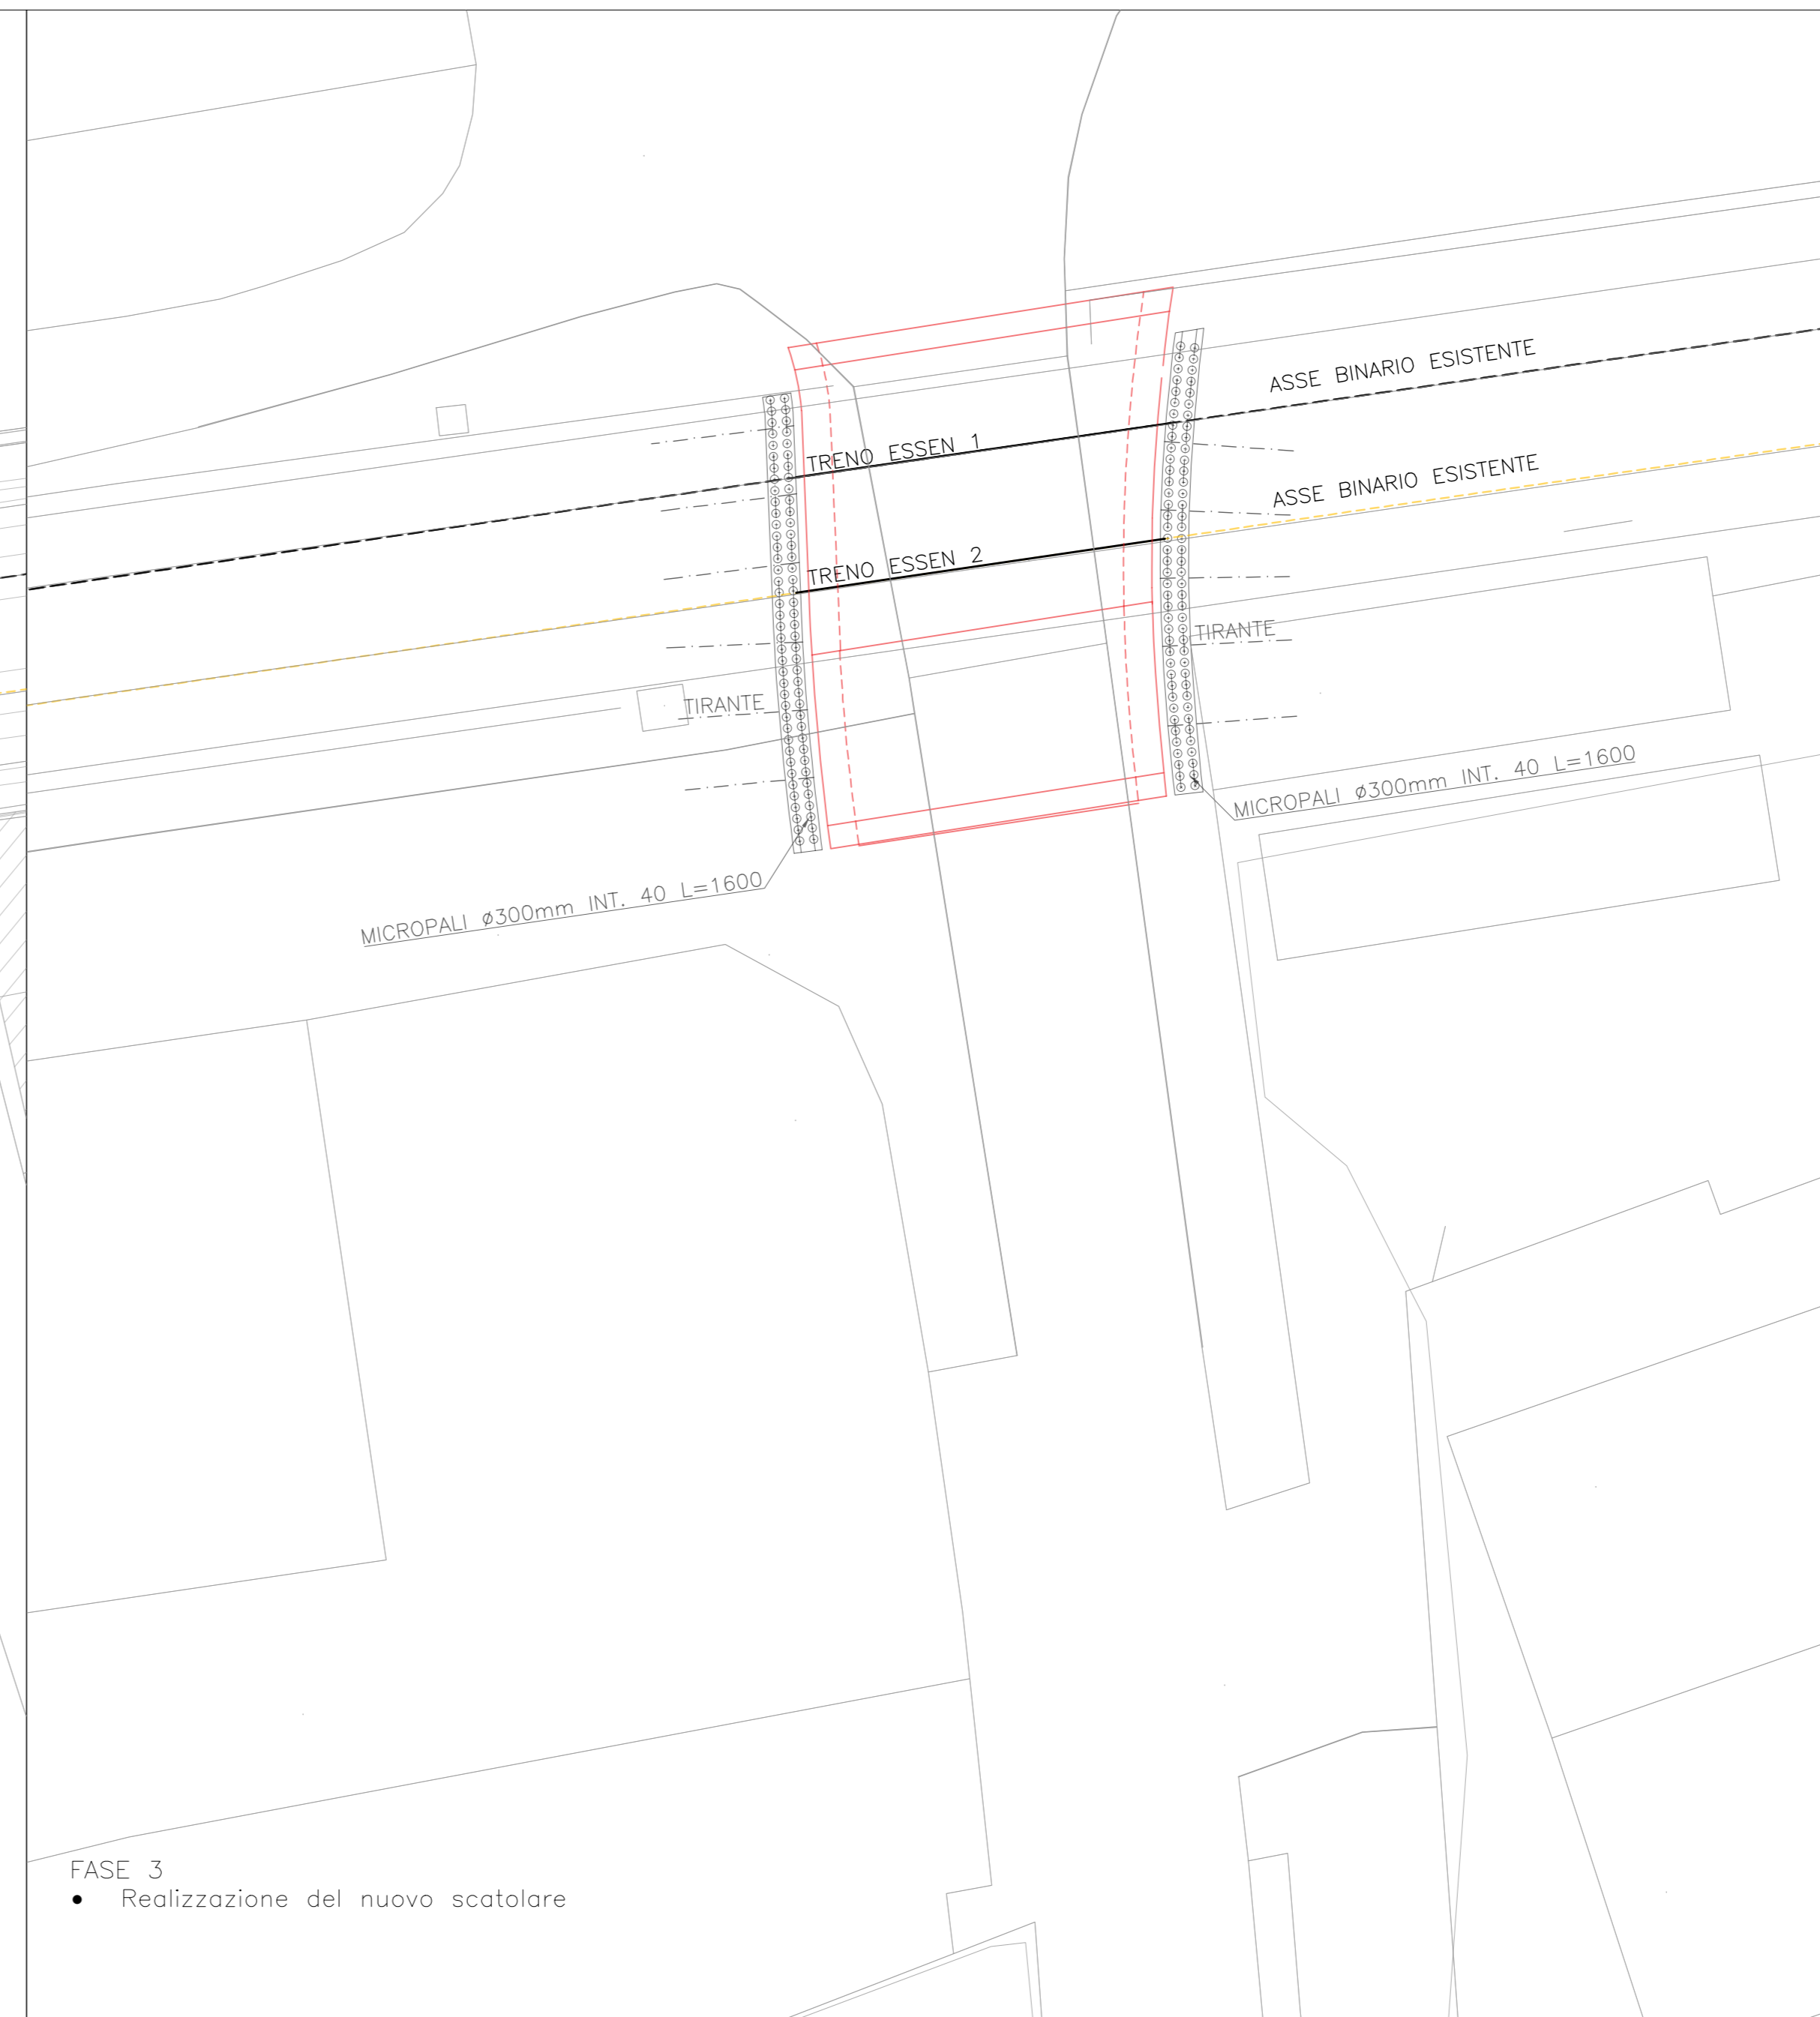 ASSE BINARIO ESISTENTE
TRENO ESSEN 1
ASSE BINARIO ESISTENTE
TRENO ESSEN 2
TIRANTE
TIRANTE
MICROPALI ø300mm INT. 40 L=1600
MICROPALI ø300mm INT. 40 L=1600
FASE 3
• Realizzazione del nuovo scatolare